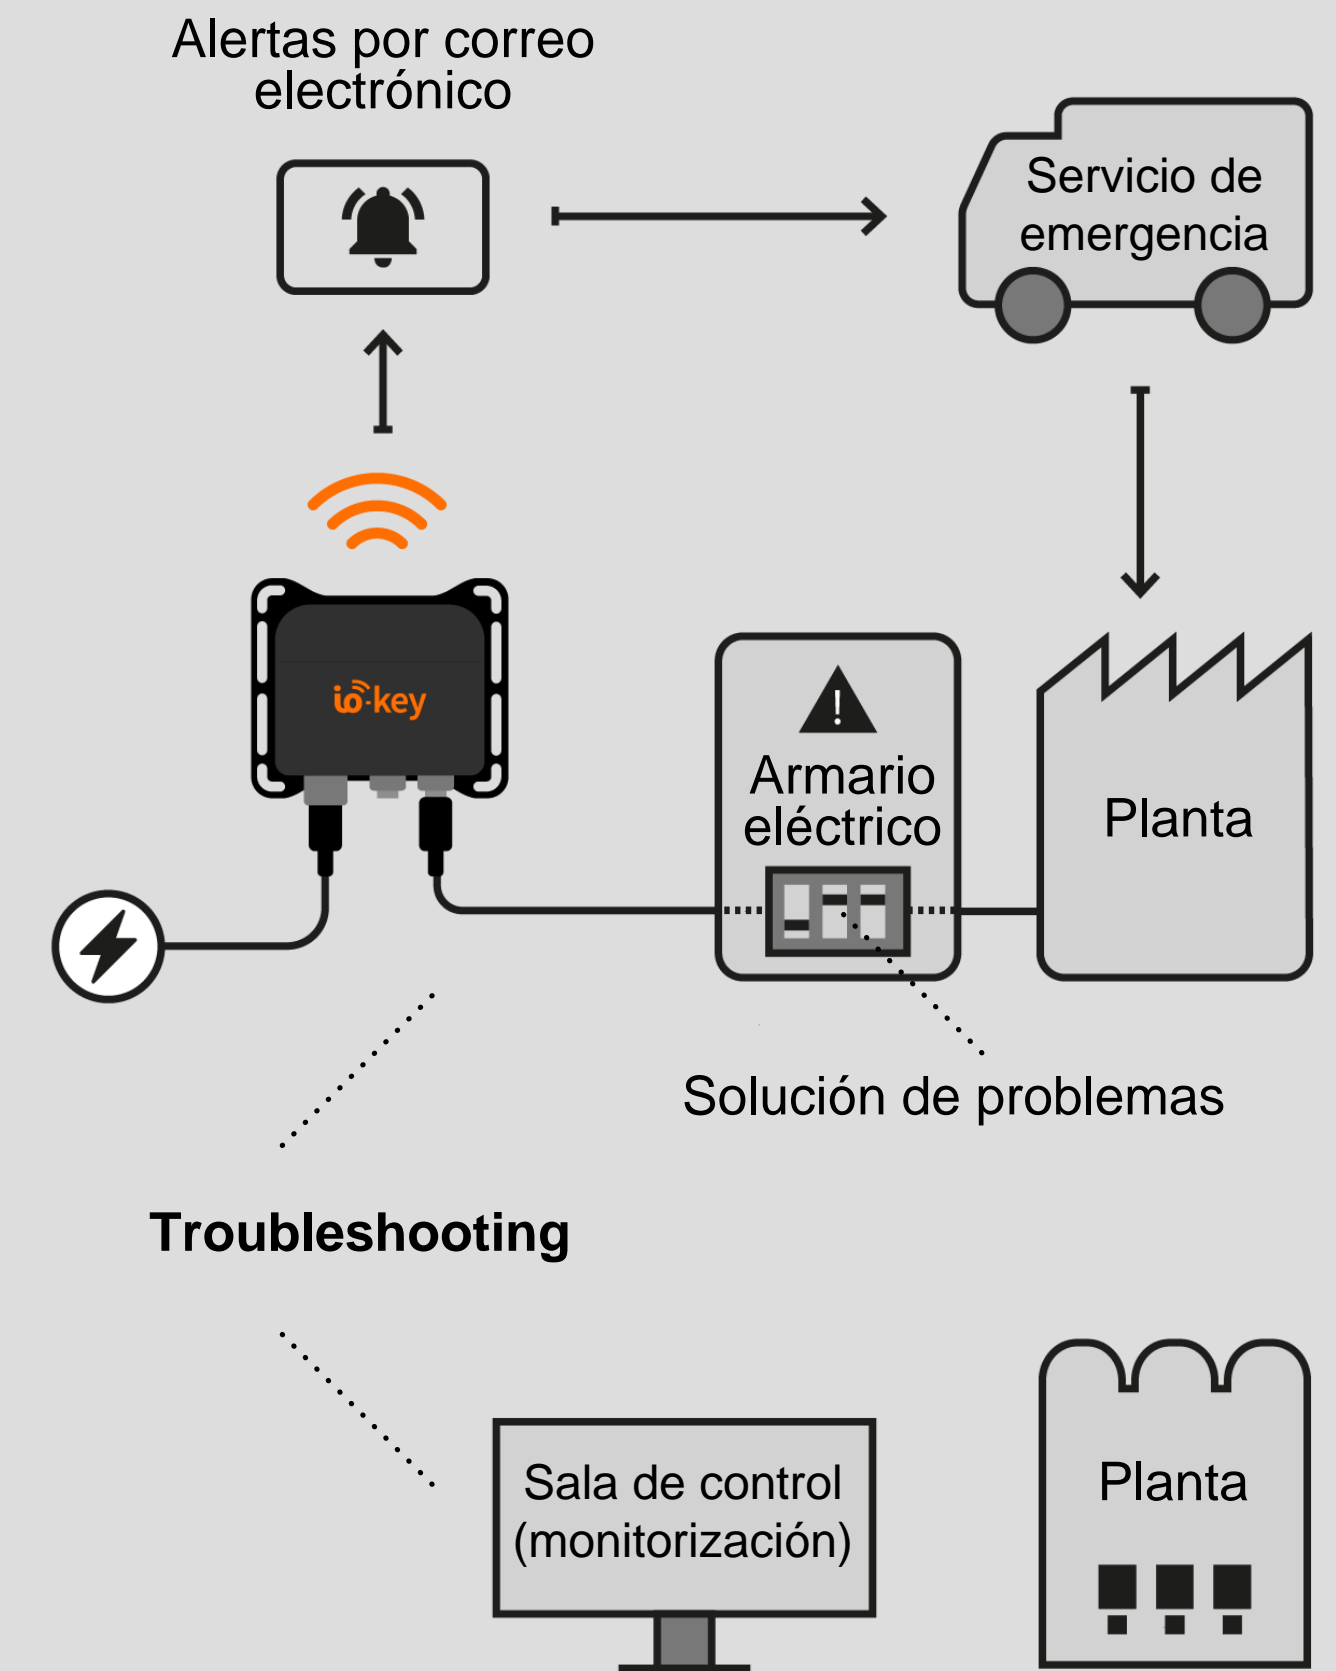 Alertas por correo
electrónico
Servicio de
emergencia
io-key
Armario
eléctrico
Planta
Solución de problemas
Troubleshooting
Sala de control
(monitorización)
Planta